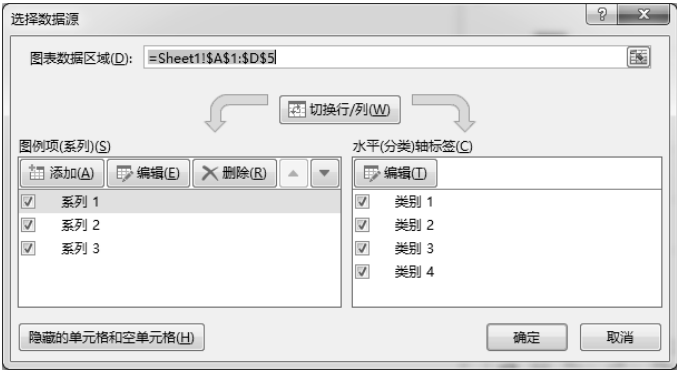 选择数据源
图表数据区域(D): =Sheet1!$A$1:$D$5
切换行/列(W)
图例项(系列)(S)
水平(分类)轴标签(C)
添加(A) 编辑(E) 删除(R)
编辑(T)
系列 1
系列 2
系列 3
类别 1
类别 2
类别 3
类别 4
隐藏的单元格和空单元格(H)
确定
取消